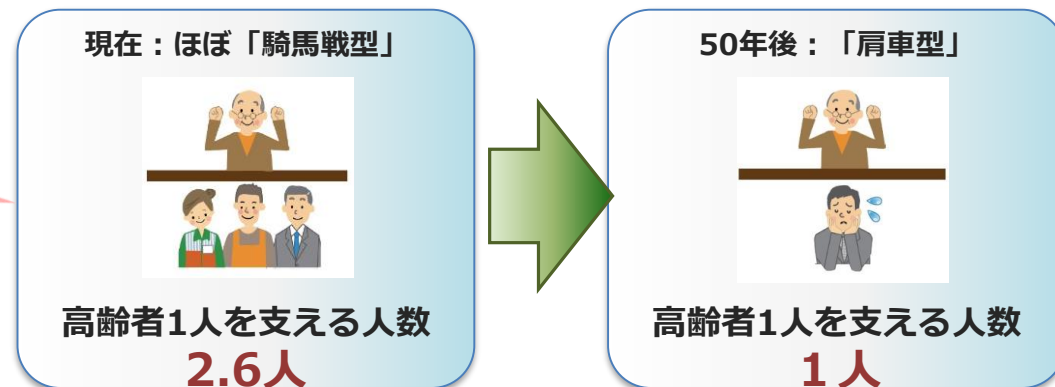 現在：ほぼ「騎馬戦型」
高齢者1人を支える人数
2.6人
50年後：「肩車型」
高齢者1人を支える人数
1人